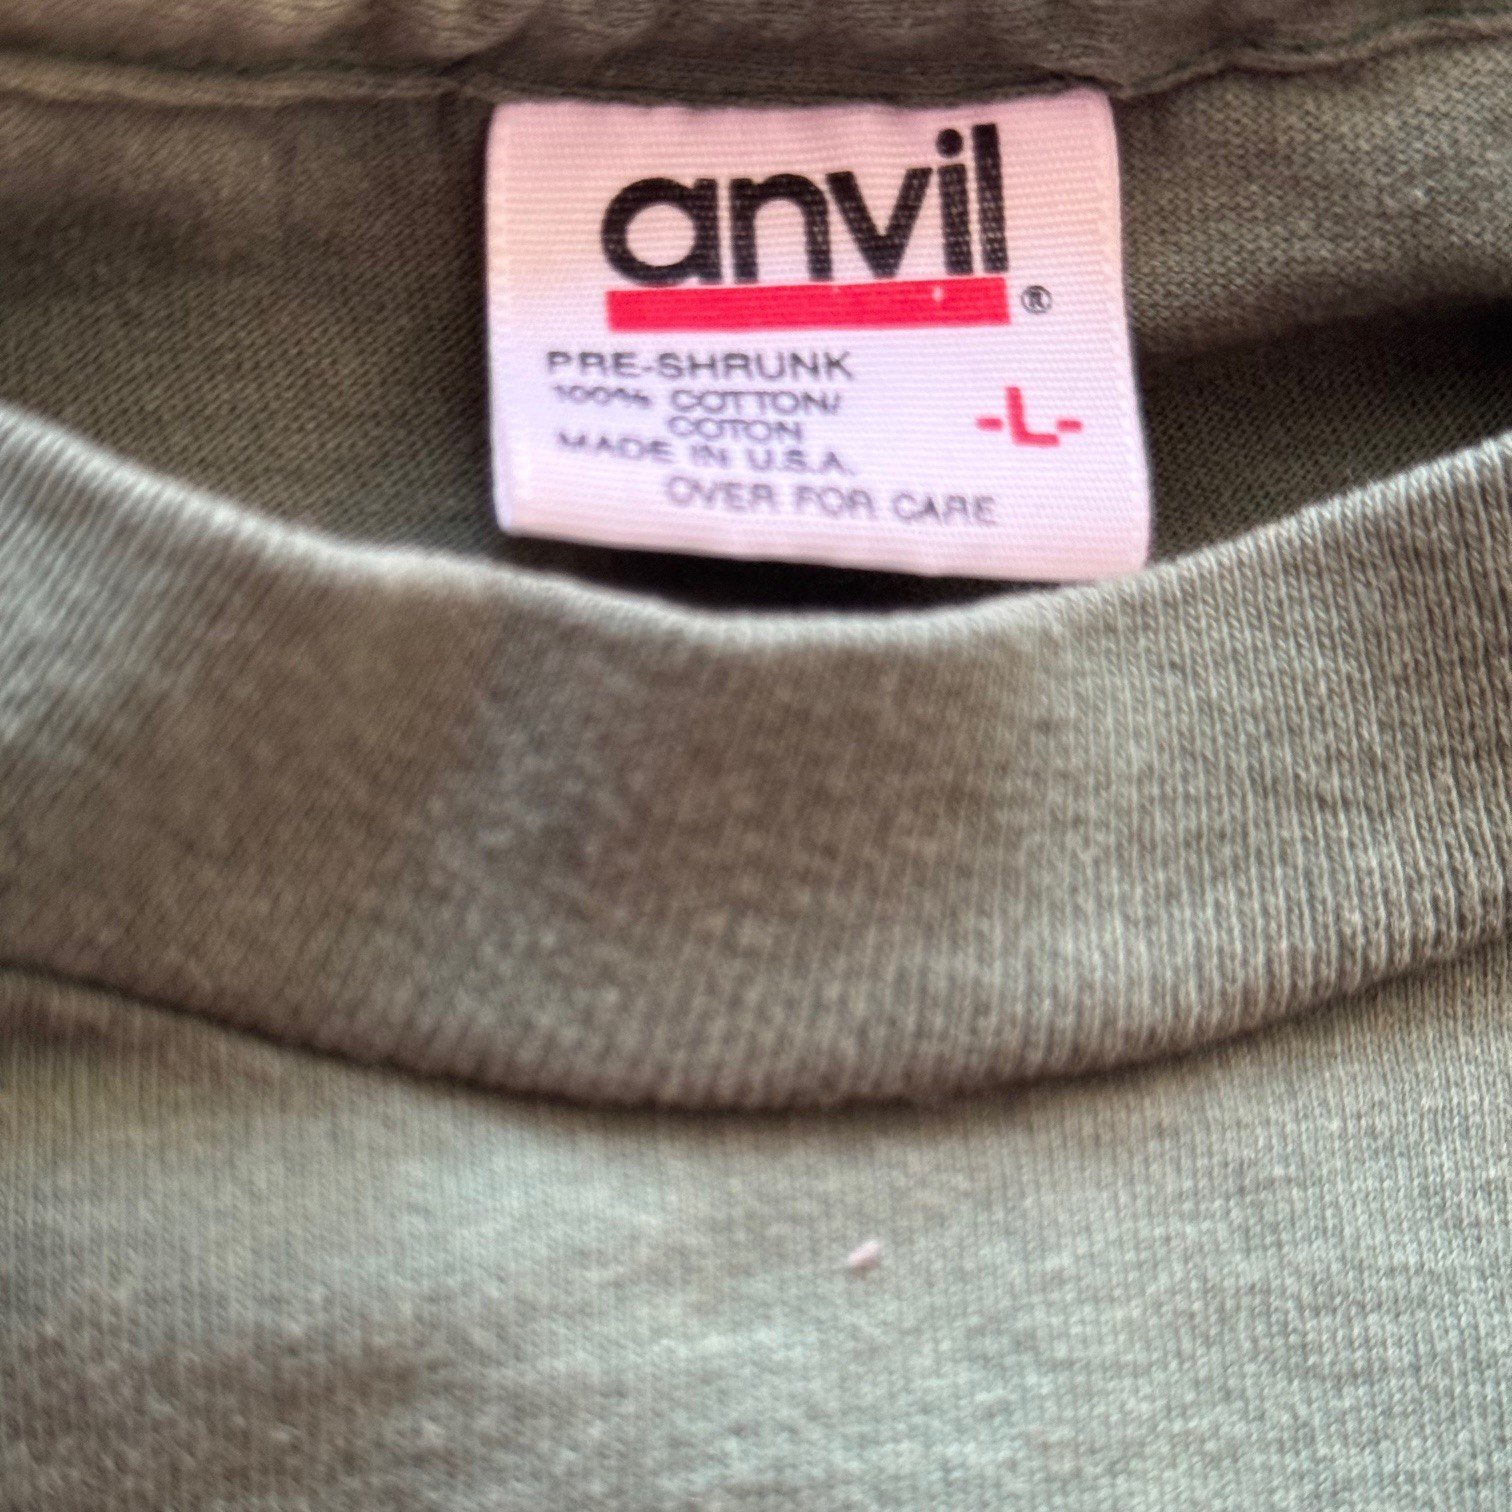 anvil®
PRE-SHRUNK
100% COTTON/
COTON
-L-
MADE IN U.S.A.
OVER FOR CARE